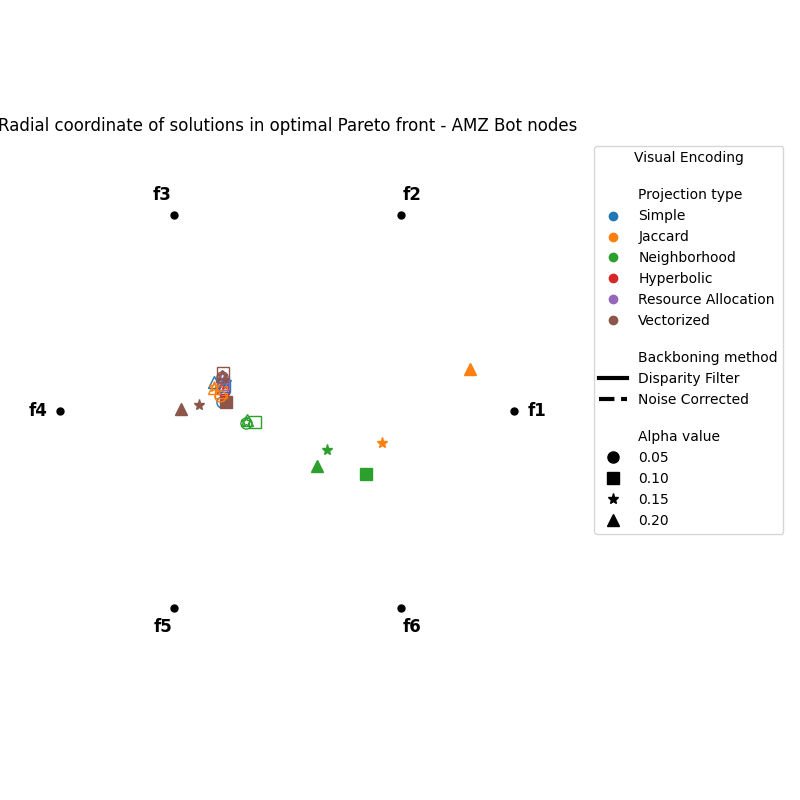 Radial coordinate of solutions in optimal Pareto front - AMZ Bot nodes
Visual Encoding
Projection type
Simple
Jaccard
Neighborhood
Hyperbolic
Resource Allocation
Vectorized
Backboning method
Disparity Filter
Noise Corrected
Alpha value
0.05
0.10
0.15
0.20
f3
f2
f4
f1
f5
f6